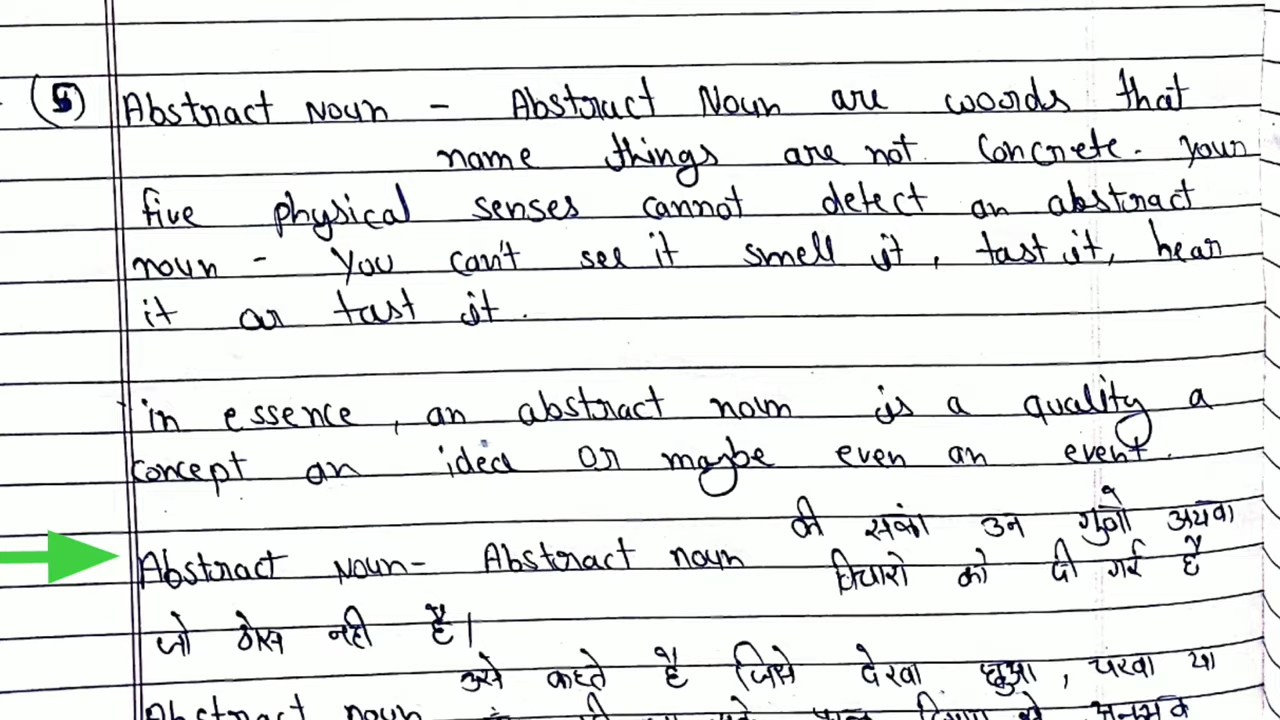 (5) Abstract Noun - Abstract Noun are words that
name things are not concrete. your
five physical senses cannot detect an abstract
noun - You can't see it smell it, tast it, hear
it or tast it.
in essence, an abstract noun is a quality a
concept an idea or maybe even an event.
Abstract Noun- Abstract noun की संज्ञा उन गुणों अथवा
विचारो को दी गई है
जो ठोस नही है।
उसे कहते है जिसे देखा छुआ, चखा या
Abstract noun